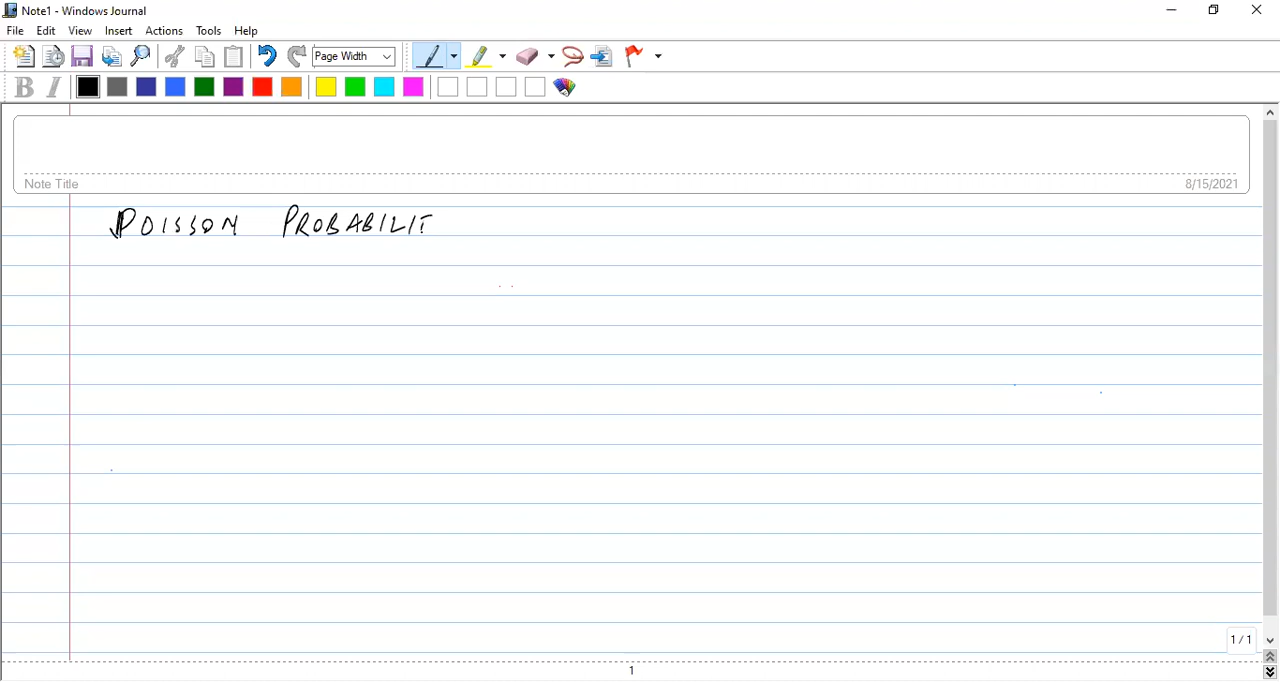 Note1 - Windows Journal
File Edit View Insert Actions Tools Help
Page Width
B I
Note Title 8/15/2021
POISSON PROBABILIT
1 / 1
1